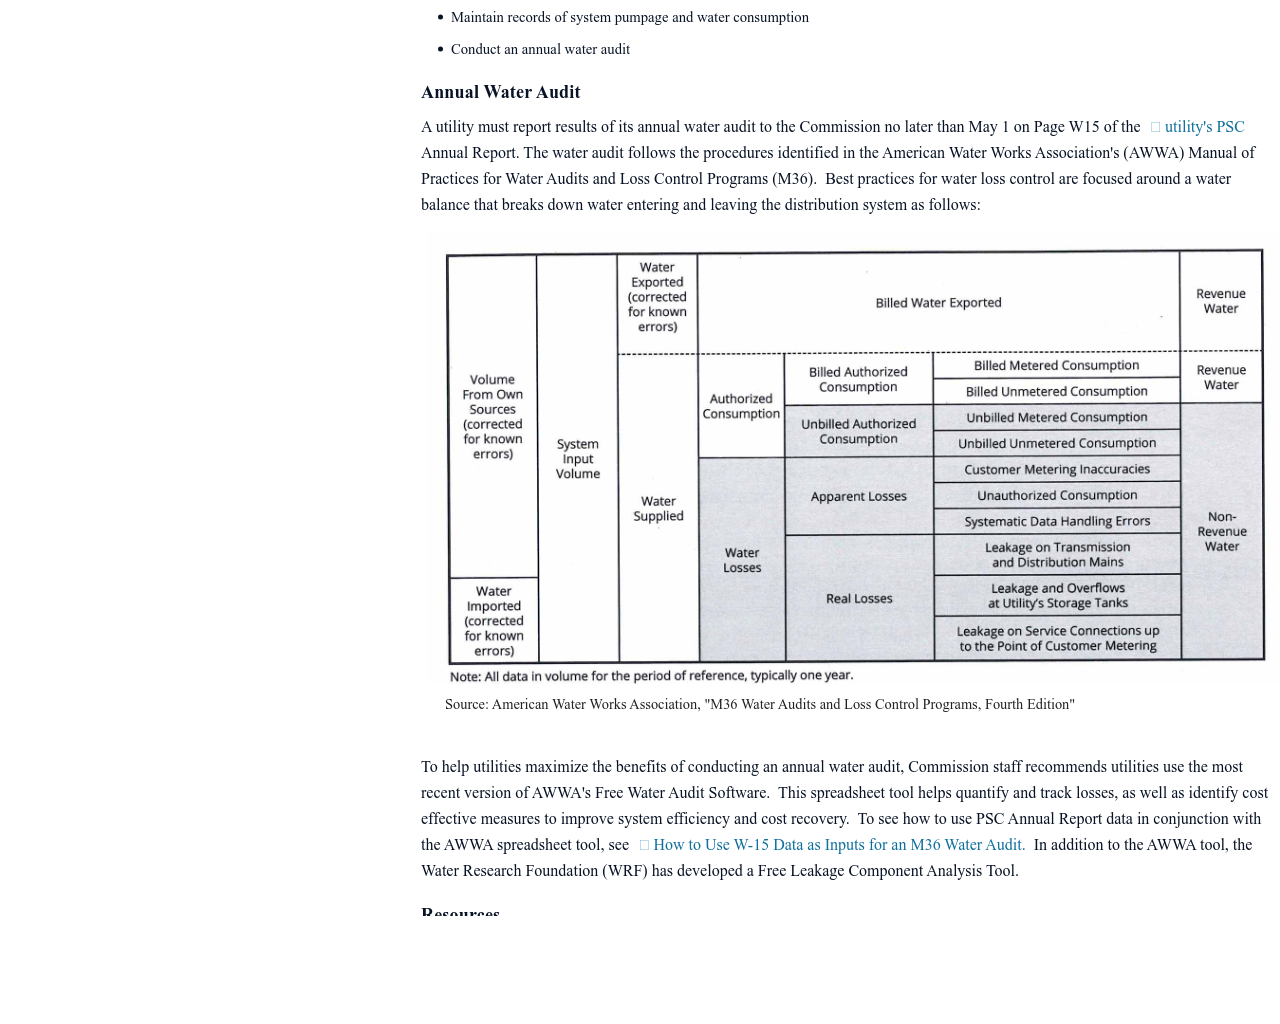 • Maintain records of system pumpage and water consumption
• Conduct an annual water audit
Annual Water Audit
A utility must report results of its annual water audit to the Commission no later than May 1 on Page W15 of the utility's PSC
Annual Report. The water audit follows the procedures identified in the American Water Works Association's (AWWA) Manual of
Practices for Water Audits and Loss Control Programs (M36).  Best practices for water loss control are focused around a water
balance that breaks down water entering and leaving the distribution system as follows:
Volume
From Own
Sources
(corrected
for known
errors)
Water
Imported
(corrected
for known
errors)
System
Input
Volume
Water
Exported
(corrected
for known
errors)
Billed Water Exported
Revenue
Water
Water
Supplied
Authorized
Consumption
Billed Authorized
Consumption
Billed Metered Consumption
Billed Unmetered Consumption
Revenue
Water
Unbilled Authorized
Consumption
Unbilled Metered Consumption
Unbilled Unmetered Consumption
Water
Losses
Apparent Losses
Customer Metering Inaccuracies
Unauthorized Consumption
Systematic Data Handling Errors
Real Losses
Leakage on Transmission
and Distribution Mains
Leakage and Overflows
at Utility's Storage Tanks
Leakage on Service Connections up
to the Point of Customer Metering
Non-
Revenue
Water
Note: All data in volume for the period of reference, typically one year.
Source: American Water Works Association, "M36 Water Audits and Loss Control Programs, Fourth Edition"
To help utilities maximize the benefits of conducting an annual water audit, Commission staff recommends utilities use the most
recent version of AWWA's Free Water Audit Software.  This spreadsheet tool helps quantify and track losses, as well as identify cost
effective measures to improve system efficiency and cost recovery.  To see how to use PSC Annual Report data in conjunction with
the AWWA spreadsheet tool, see How to Use W-15 Data as Inputs for an M36 Water Audit.  In addition to the AWWA tool, the
Water Research Foundation (WRF) has developed a Free Leakage Component Analysis Tool.
Resources